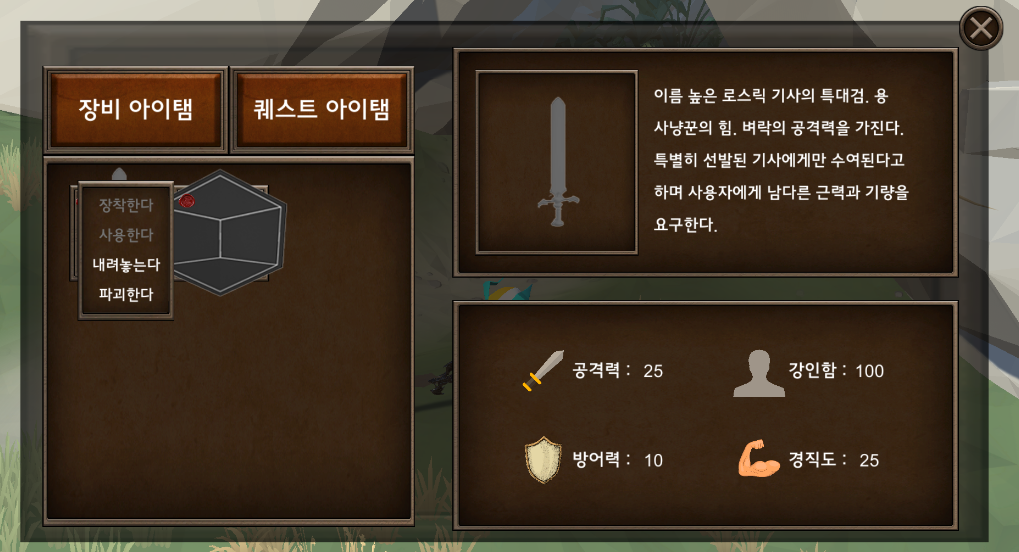 장비 아이탬
퀘스트 아이탬
장착한다
사용한다
내려놓는다
파괴한다
이름 높은 로스릭 기사의 특대검. 용
사냥꾼의 힘. 벼락의 공격력을 가진다.
특별히 선발된 기사에게만 수여된다고
하며 사용자에게 남다른 근력과 기량을
요구한다.
공격력 : 25
강인함 : 100
방어력 : 10
경직도 : 25